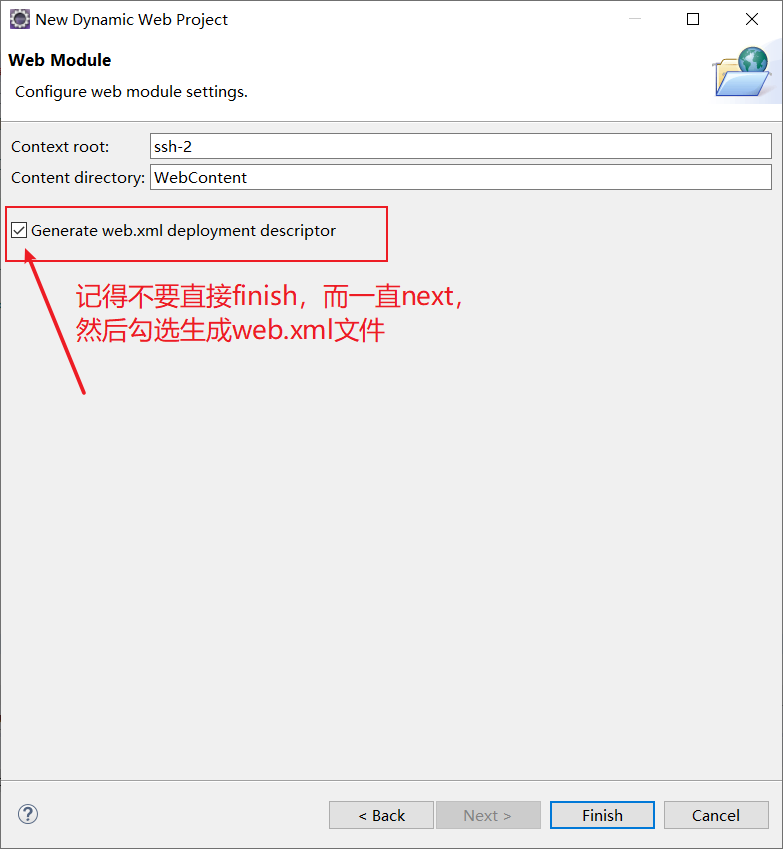 New Dynamic Web Project
Web Module
Configure web module settings.
Context root: ssh-2
Content directory: WebContent
Generate web.xml deployment descriptor
记得不要直接finish，而一直next，
然后勾选生成web.xml文件
? < Back Next > Finish Cancel